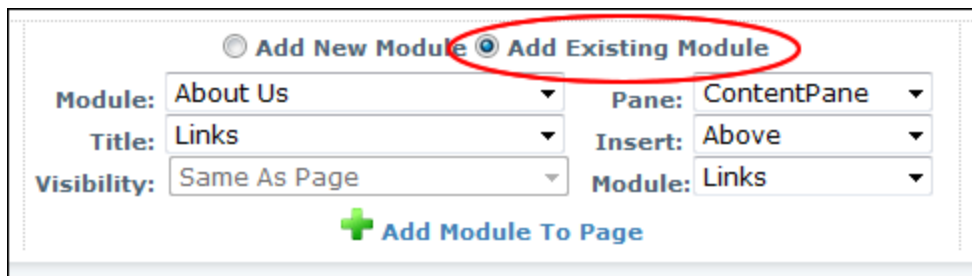 Add New Module Add Existing Module
Module: About Us Pane: ContentPane
Title: Links Insert: Above
Visibility: Same As Page Module: Links
Add Module To Page